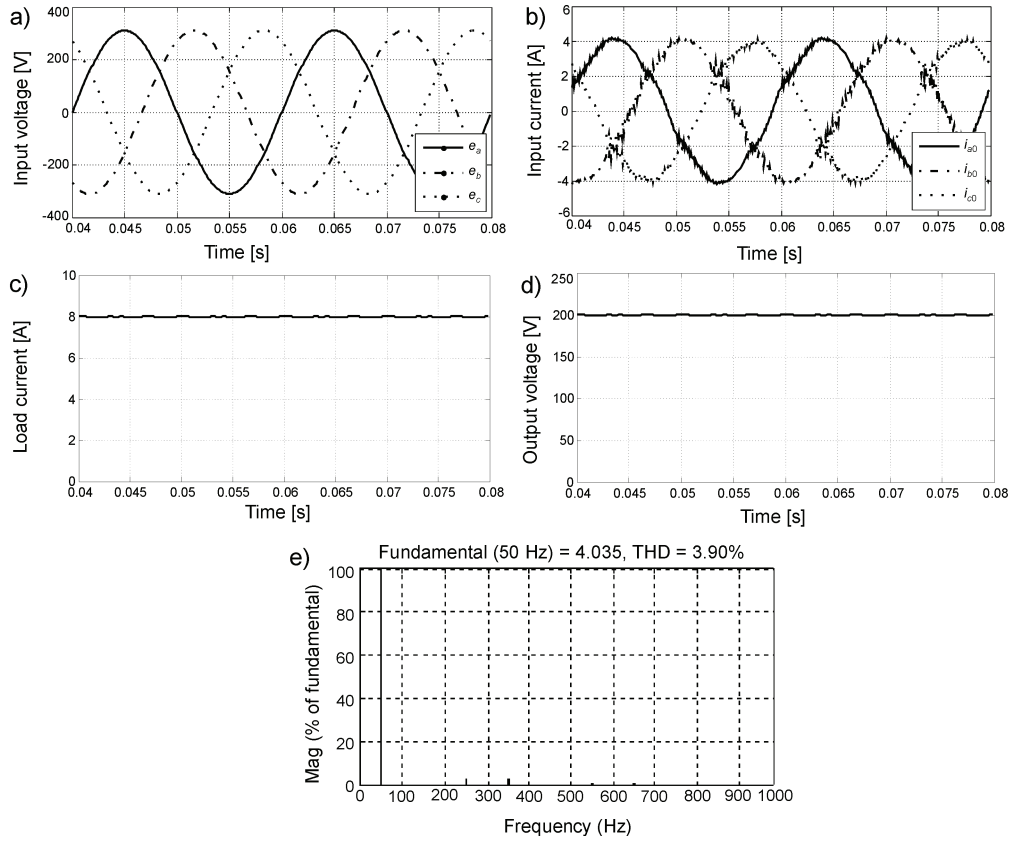 a)
Input voltage [V]
400
200
0
-200
-400
0.04 0.045 0.05 0.055 0.06 0.065 0.07 0.075 0.08
Time [s]
ea
eb
ec
b)
Input current [A]
6
4
2
0
-2
-4
-6
0.04 0.045 0.05 0.055 0.06 0.065 0.07 0.075 0.08
Time [s]
ia0
ib0
ic0
c)
Load current [A]
10
8
6
4
2
0
0.04 0.045 0.05 0.055 0.06 0.065 0.07 0.075 0.08
Time [s]
d)
Output voltage [V]
250
200
150
100
50
0
0.04 0.045 0.05 0.055 0.06 0.065 0.07 0.075 0.08
Time [s]
e)
Fundamental (50 Hz) = 4.035, THD = 3.90%
Mag (% of fundamental)
100
80
60
40
20
0
0 100 200 300 400 500 600 700 800 900 1000
Frequency (Hz)